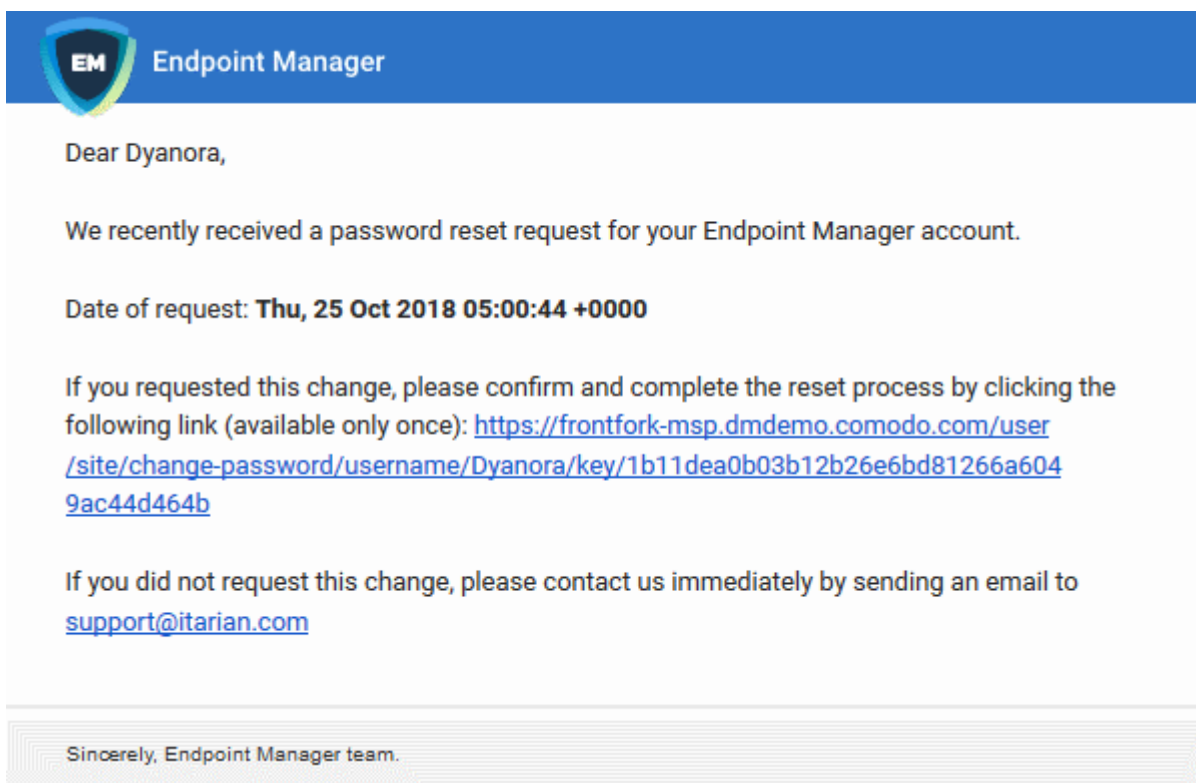 EM
Endpoint Manager
Dear Dyanora,
We recently received a password reset request for your Endpoint Manager account.
Date of request: Thu, 25 Oct 2018 05:00:44 +0000
If you requested this change, please confirm and complete the reset process by clicking the
following link (available only once): https://frontfork-msp.dmdemo.comodo.com/user
/site/change-password/username/Dyanora/key/1b11dea0b03b12b26e6bd81266a604
9ac44d464b
If you did not request this change, please contact us immediately by sending an email to
support@itarian.com
Sincerely, Endpoint Manager team.